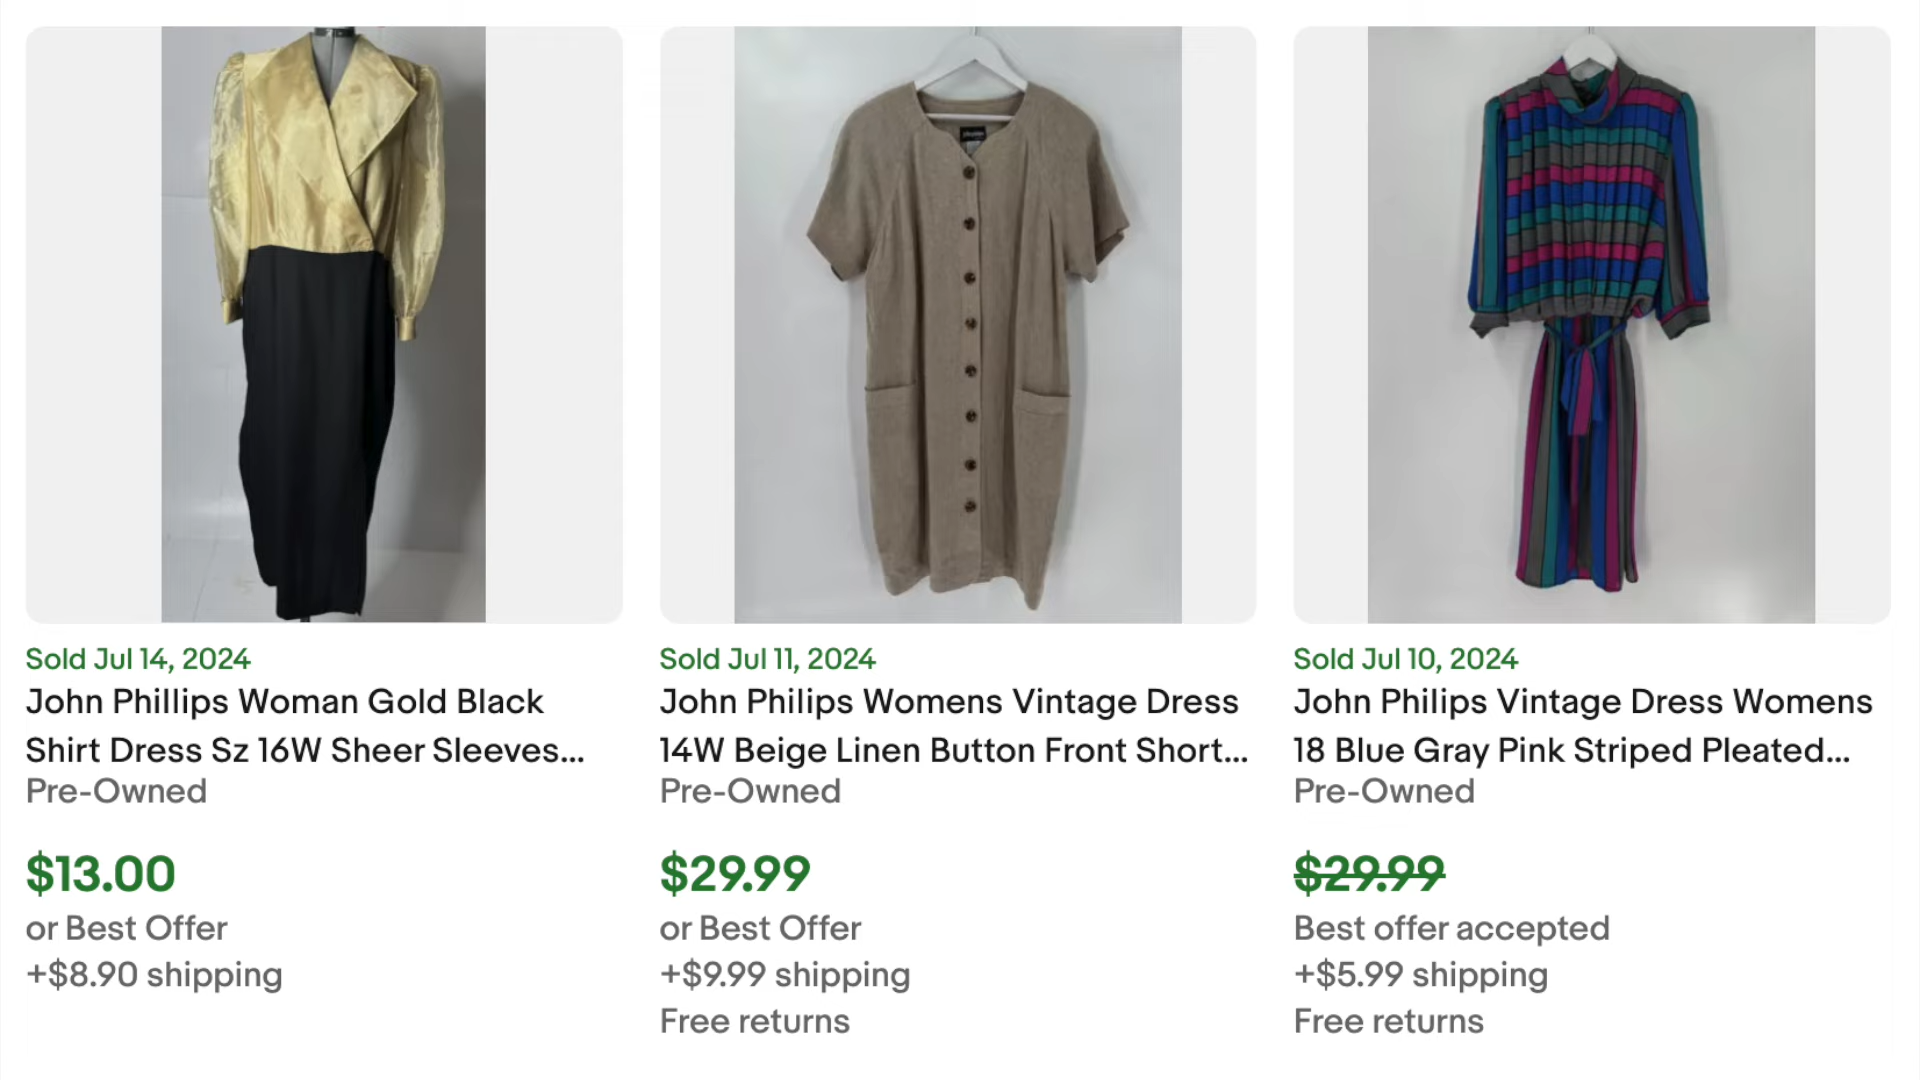 Sold Jul 14, 2024
John Phillips Woman Gold Black
Shirt Dress Sz 16W Sheer Sleeves...
Pre-Owned
$13.00
or Best Offer
+$8.90 shipping
Sold Jul 11, 2024
John Philips Womens Vintage Dress
14W Beige Linen Button Front Short...
Pre-Owned
$29.99
or Best Offer
+$9.99 shipping
Free returns
Sold Jul 10, 2024
John Philips Vintage Dress Womens
18 Blue Gray Pink Striped Pleated...
Pre-Owned
$29.99
Best offer accepted
+$5.99 shipping
Free returns